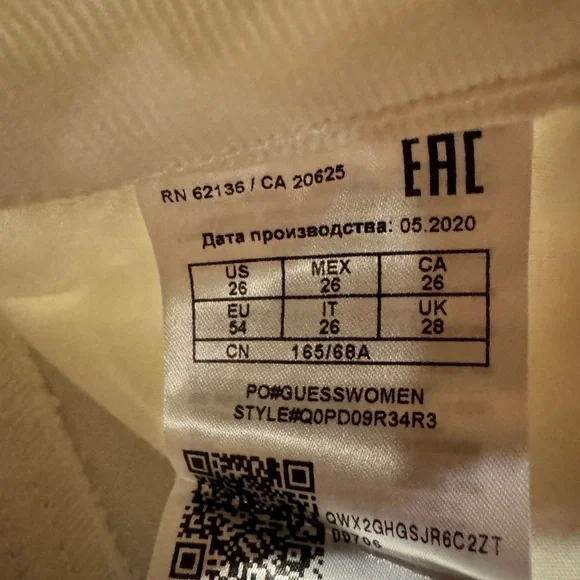 RN 62136 / CA 20625
EAC
Дата производства: 05.2020
US MEX CA
26 26 26
EU IT UK
54 26 28
CN 165/68A
PO#GUESSWOMEN
STYLE#Q0PD09R34R3
QWX2GHGSJR6C2ZT